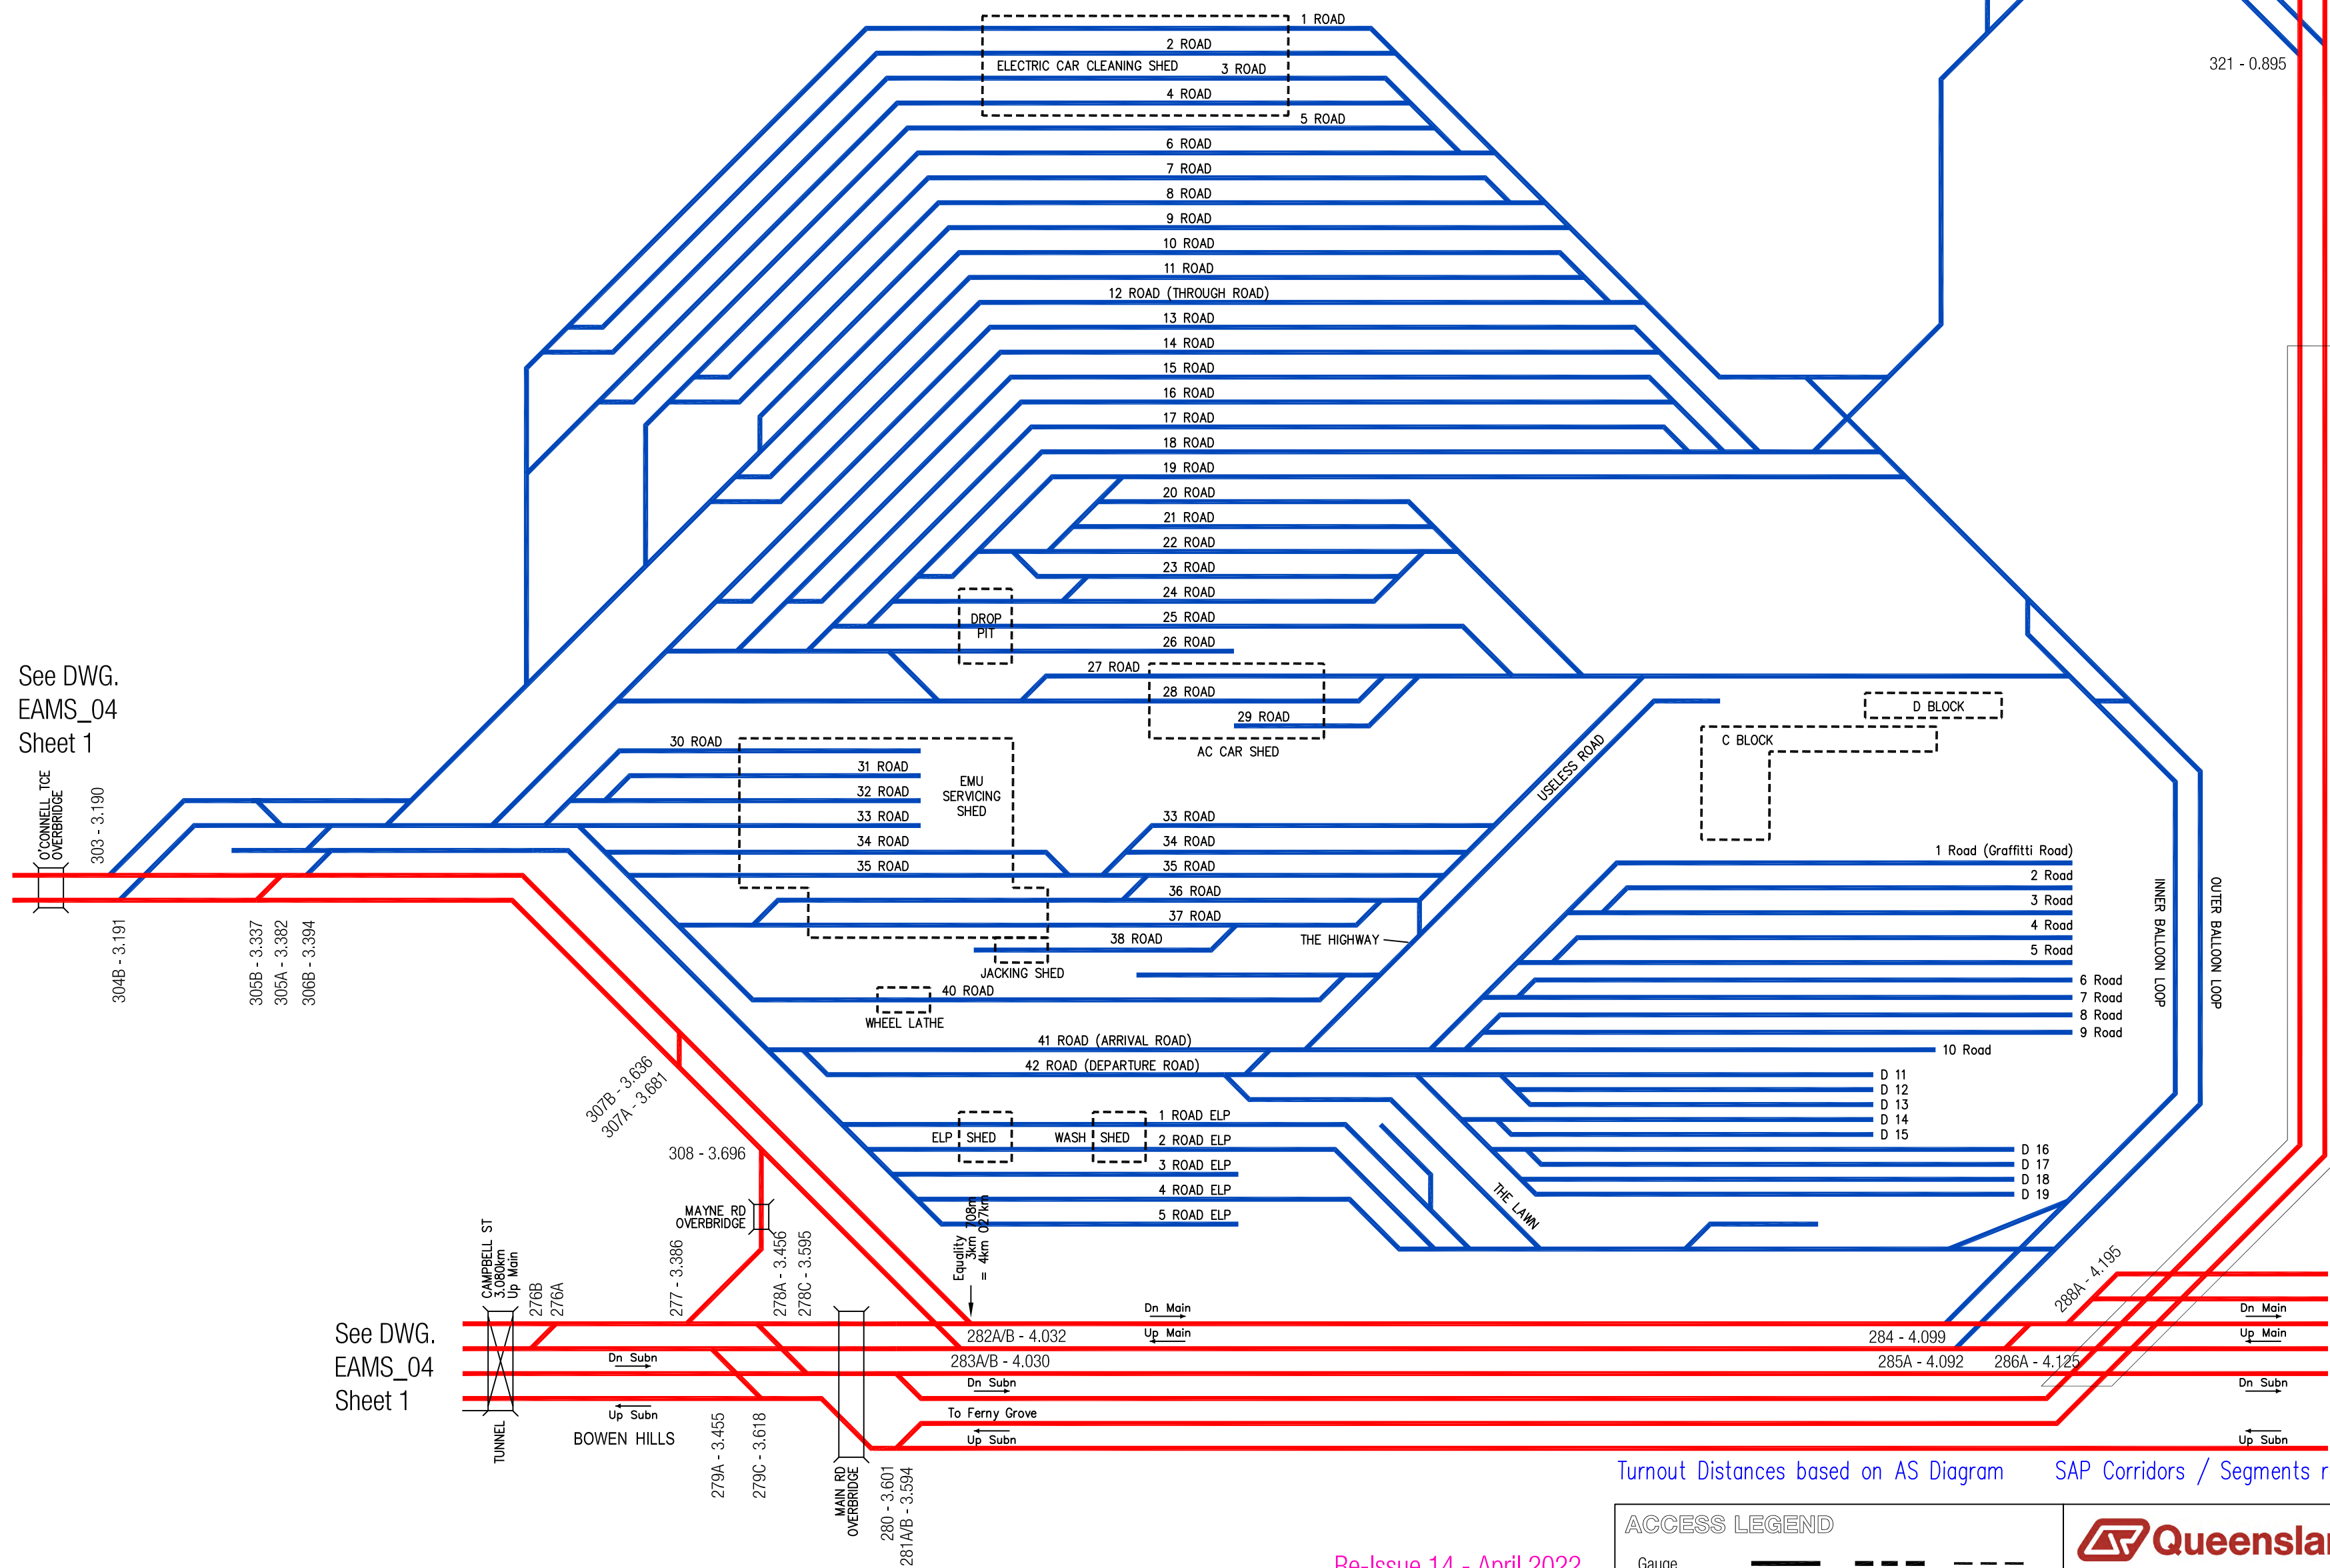 1 ROAD
2 ROAD
ELECTRIC CAR CLEANING SHED
3 ROAD
4 ROAD
5 ROAD
6 ROAD
7 ROAD
8 ROAD
9 ROAD
10 ROAD
11 ROAD
12 ROAD (THROUGH ROAD)
13 ROAD
14 ROAD
15 ROAD
16 ROAD
17 ROAD
18 ROAD
19 ROAD
20 ROAD
21 ROAD
22 ROAD
23 ROAD
24 ROAD
25 ROAD
26 ROAD
DROP
PIT
27 ROAD
28 ROAD
29 ROAD
AC CAR SHED
321 - 0.895
See DWG.
EAMS_04
Sheet 1
O'CONNELL TCE
OVERBRIDGE
303 - 3.190
304B - 3.191
305B - 3.337
305A - 3.382
306B - 3.394
30 ROAD
31 ROAD
32 ROAD
33 ROAD
34 ROAD
35 ROAD
EMU
SERVICING
SHED
33 ROAD
34 ROAD
35 ROAD
36 ROAD
37 ROAD
38 ROAD
THE HIGHWAY
JACKING SHED
40 ROAD
WHEEL LATHE
41 ROAD (ARRIVAL ROAD)
42 ROAD (DEPARTURE ROAD)
USELESS ROAD
D BLOCK
C BLOCK
1 Road (Graffitti Road)
2 Road
3 Road
4 Road
5 Road
6 Road
7 Road
8 Road
9 Road
10 Road
INNER BALLOON LOOP
OUTER BALLOON LOOP
D 11
D 12
D 13
D 14
D 15
D 16
D 17
D 18
D 19
THE LAWN
1 ROAD ELP
2 ROAD ELP
3 ROAD ELP
4 ROAD ELP
5 ROAD ELP
ELP SHED
WASH SHED
307B - 3.636
307A - 3.681
308 - 3.696
MAYNE RD
OVERBRIDGE
Equality
3km 708m
= 4km 027km
CAMPBELL ST
3.080km
Up Main
276B
276A
277 - 3.386
278A - 3.456
278C - 3.595
See DWG.
EAMS_04
Sheet 1
TUNNEL
Dn Subn
Up Subn
BOWEN HILLS
279A - 3.455
279C - 3.618
MAIN RD
OVERBRIDGE
280 - 3.601
281A/B - 3.594
282A/B - 4.032
283A/B - 4.030
Dn Main
Up Main
Dn Subn
To Ferny Grove
Up Subn
284 - 4.099
285A - 4.092
286A - 4.125
288A - 4.195
Dn Main
Up Main
Dn Subn
Up Subn
Turnout Distances based on AS Diagram
SAP Corridors / Segments r
ACCESS LEGEND
Gauge
Queensla
Re-Issue 14 - April 2022